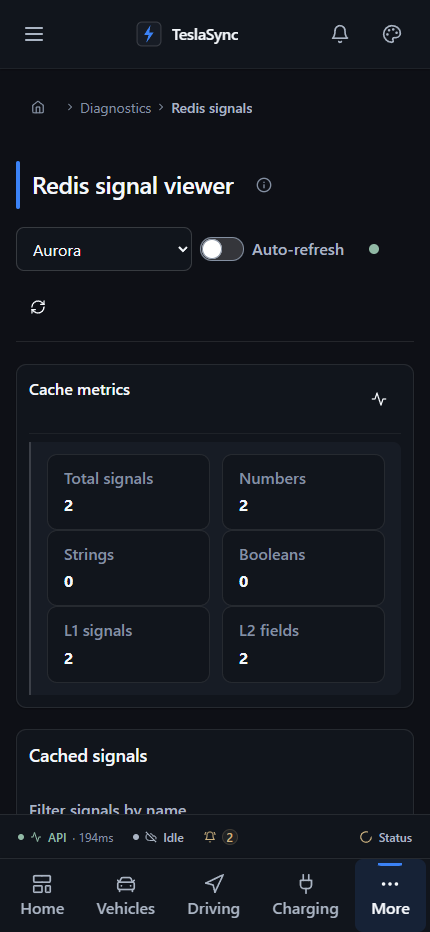 TeslaSync
Diagnostics Redis signals
Redis signal viewer
Aurora Auto-refresh
Cache metrics
Total signals Numbers
2 2
Strings Booleans
0 0
L1 signals L2 fields
2 2
Cached signals
Filter signals by name
API · 194ms Idle 2 Status
Home Vehicles Driving Charging More